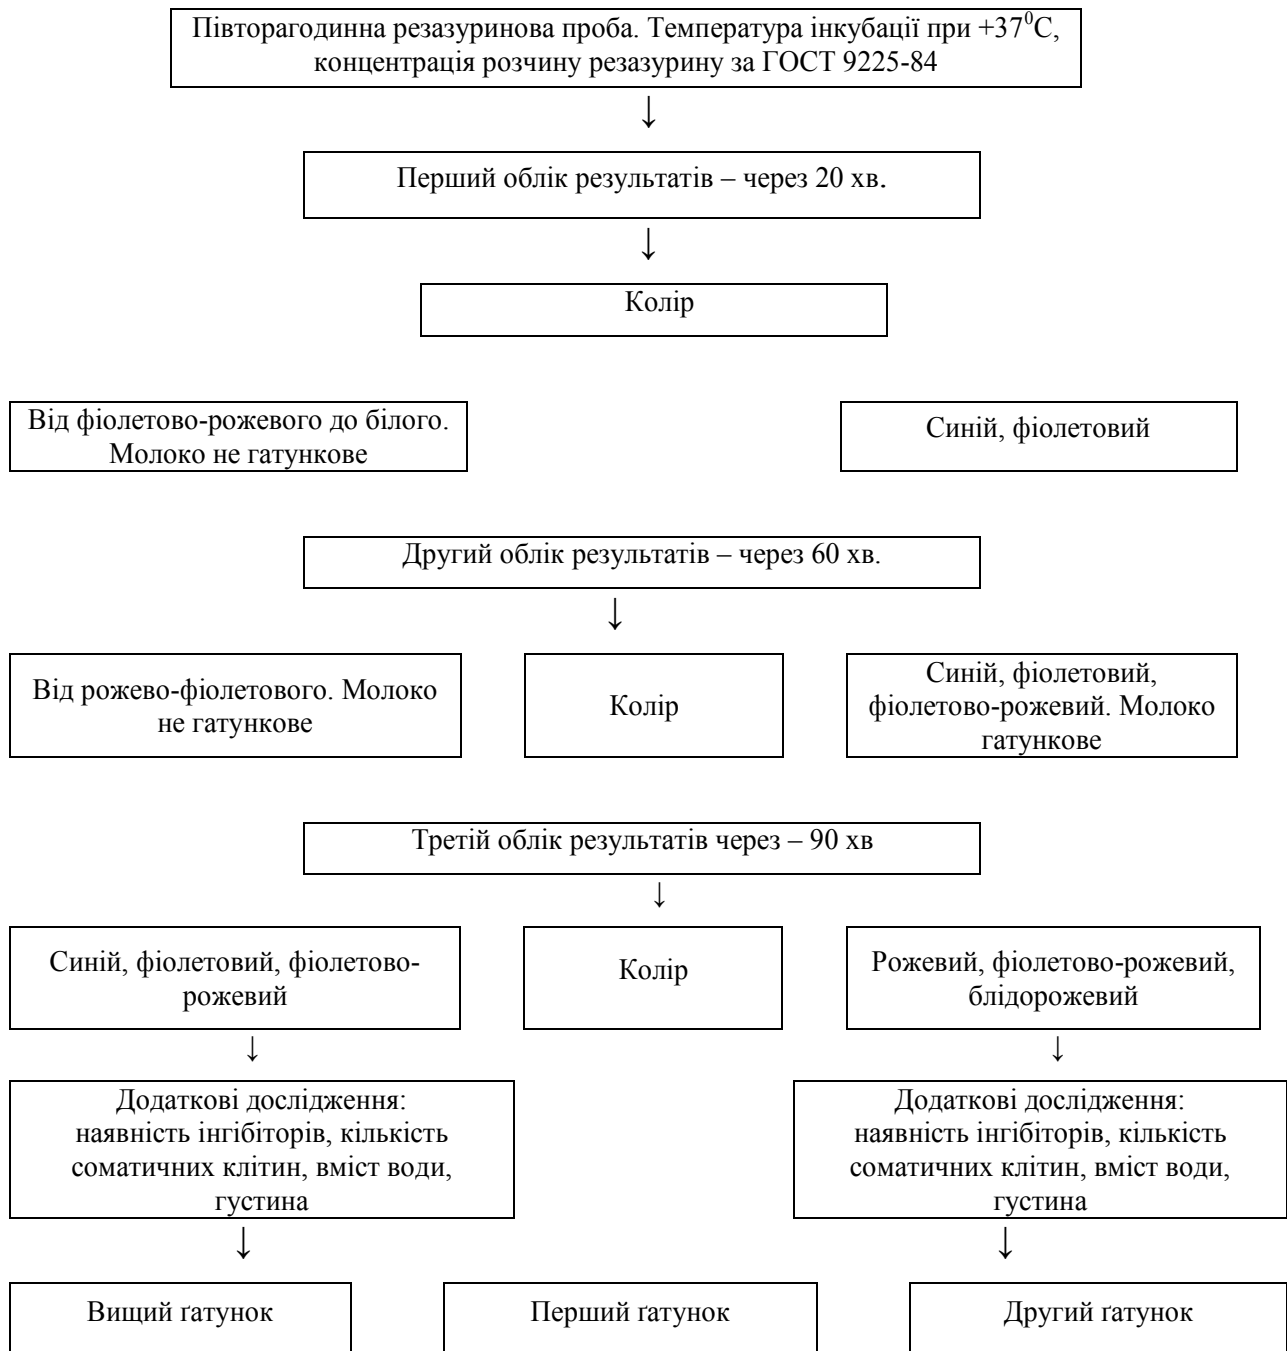 Півторагодинна резазуринова проба. Температура інкубації при +37⁰С,
концентрація розчину резазурину за ГОСТ 9225-84
↓
Перший облік результатів – через 20 хв.
↓
Колір
Від фіолетово-рожевого до білого.
Молоко не гатункове
Синій, фіолетовий
Другий облік результатів – через 60 хв.
↓
Від рожево-фіолетового. Молоко
не гатункове
Колір
Синій, фіолетовий,
фіолетово-рожевий. Молоко
гатункове
Третій облік результатів через – 90 хв
↓
Синій, фіолетовий, фіолетово-
рожевий
Колір
Рожевий, фіолетово-рожевий,
блідорожевий
↓
↓
Додаткові дослідження:
наявність інгібіторів, кількість
соматичних клітин, вміст води,
густина
Додаткові дослідження:
наявність інгібіторів, кількість
соматичних клітин, вміст води,
густина
↓
↓
Вищий ґатунок
Перший ґатунок
Другий ґатунок